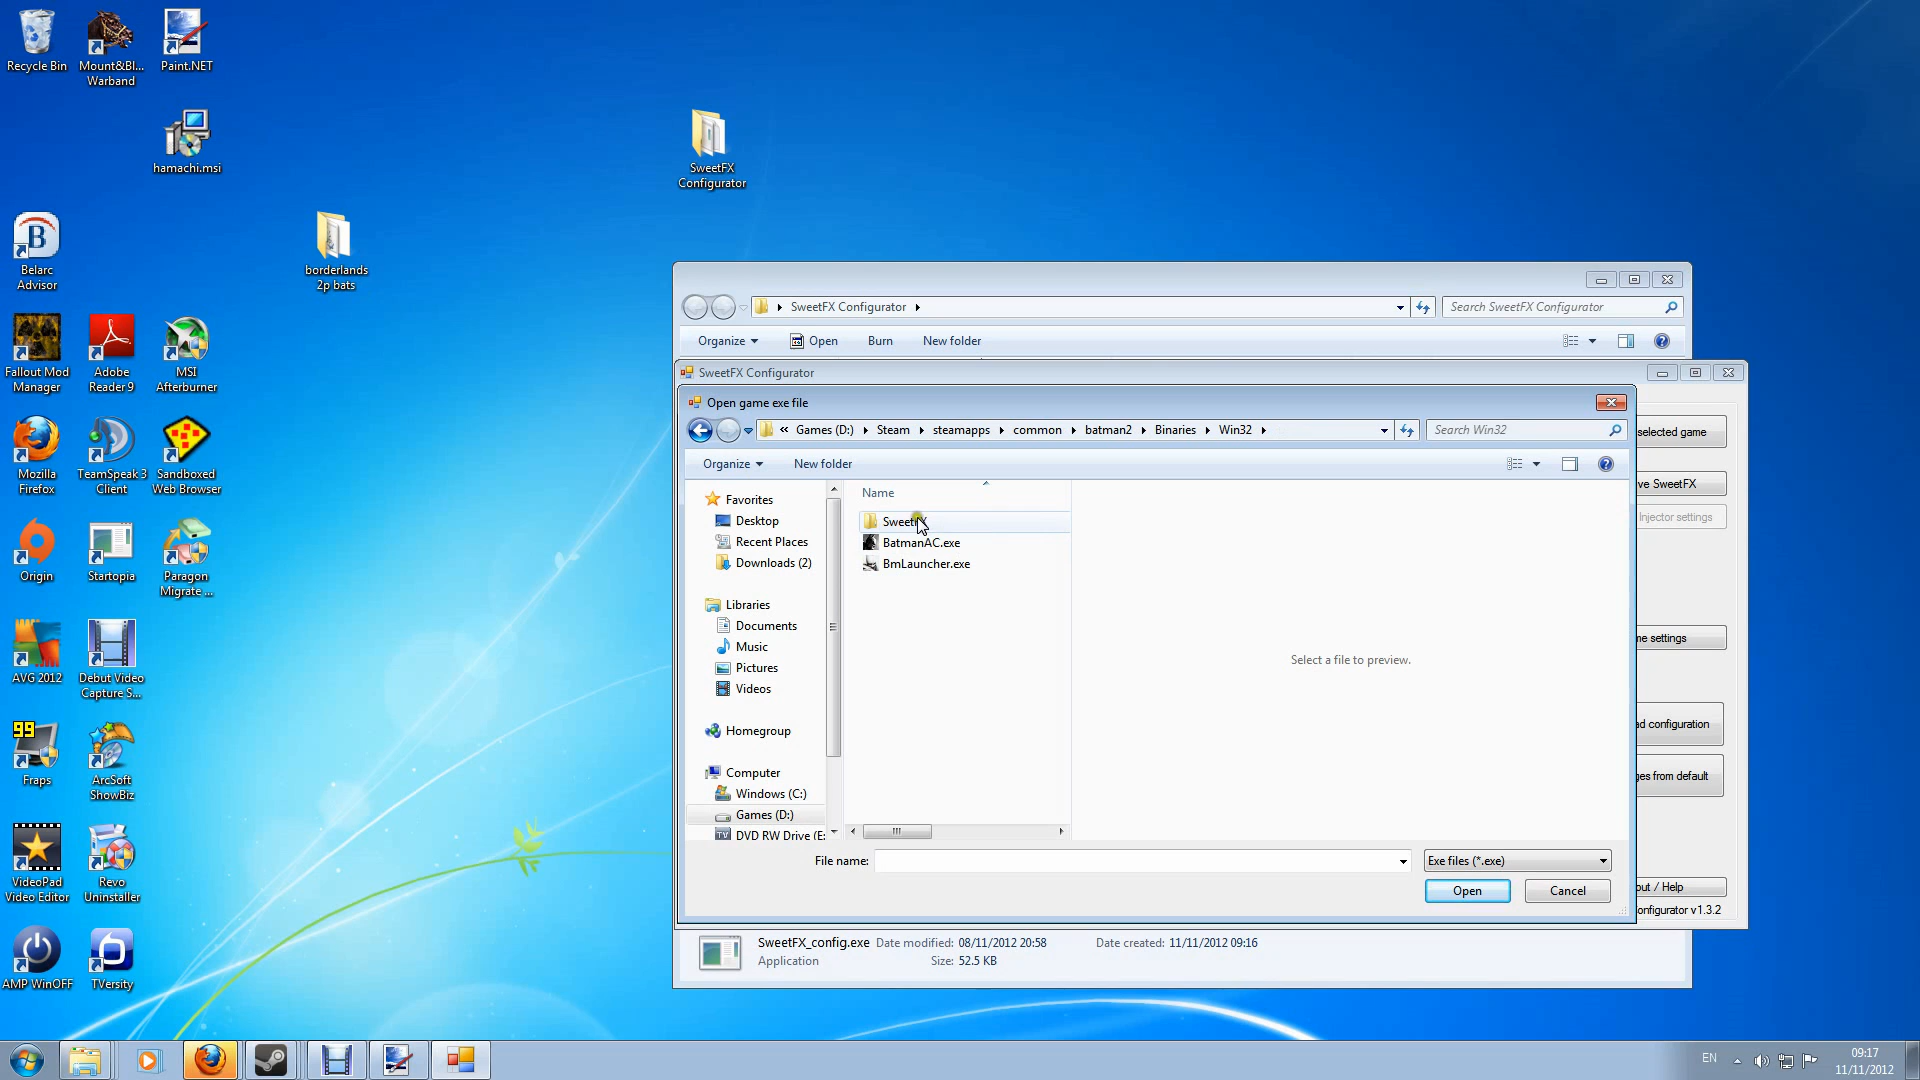 Recycle Bin
Mount&Bl...
Warband
Paint.NET
hamachi.msi
SweetFX
Configurator
borderlands
2p bats
Belarc
Advisor
Fallout Mod
Manager
Adobe
Reader 9
MSI
Afterburner
Mozilla
Firefox
TeamSpeak 3
Client
Sandboxed
Web Browser
Origin
Startopia
Paragon
Migrate ...
AVG 2012
Debut Video
Capture S...
99
Fraps
ArcSoft
ShowBiz
VideoPad
Video Editor
Revo
Uninstaller
AMP WinOFF
TVersity
SweetFX Configurator
Search SweetFX Configurator
Organize
Open
Burn
New folder
SweetFX Configurator
Open game exe file
« Games (D:) Steam steamapps common batman2 Binaries Win32
Search Win32
Organize
New folder
Favorites
Desktop
Recent Places
Downloads (2)
Libraries
Documents
Music
Pictures
Videos
Homegroup
Computer
Windows (C:)
Games (D:)
DVD RW Drive (E:
Name
SweetFX
BatmanAC.exe
BmLauncher.exe
Select a file to preview.
File name:
Exe files (*.exe)
Open
Cancel
selected game
ve SweetFX
Injector settings
me settings
ad configuration
ges from default
out / Help
onfigurator v1.3.2
SweetFX_config.exe Date modified: 08/11/2012 20:58 Date created: 11/11/2012 09:16
Application Size: 52.5 KB
EN
09:17
11/11/2012